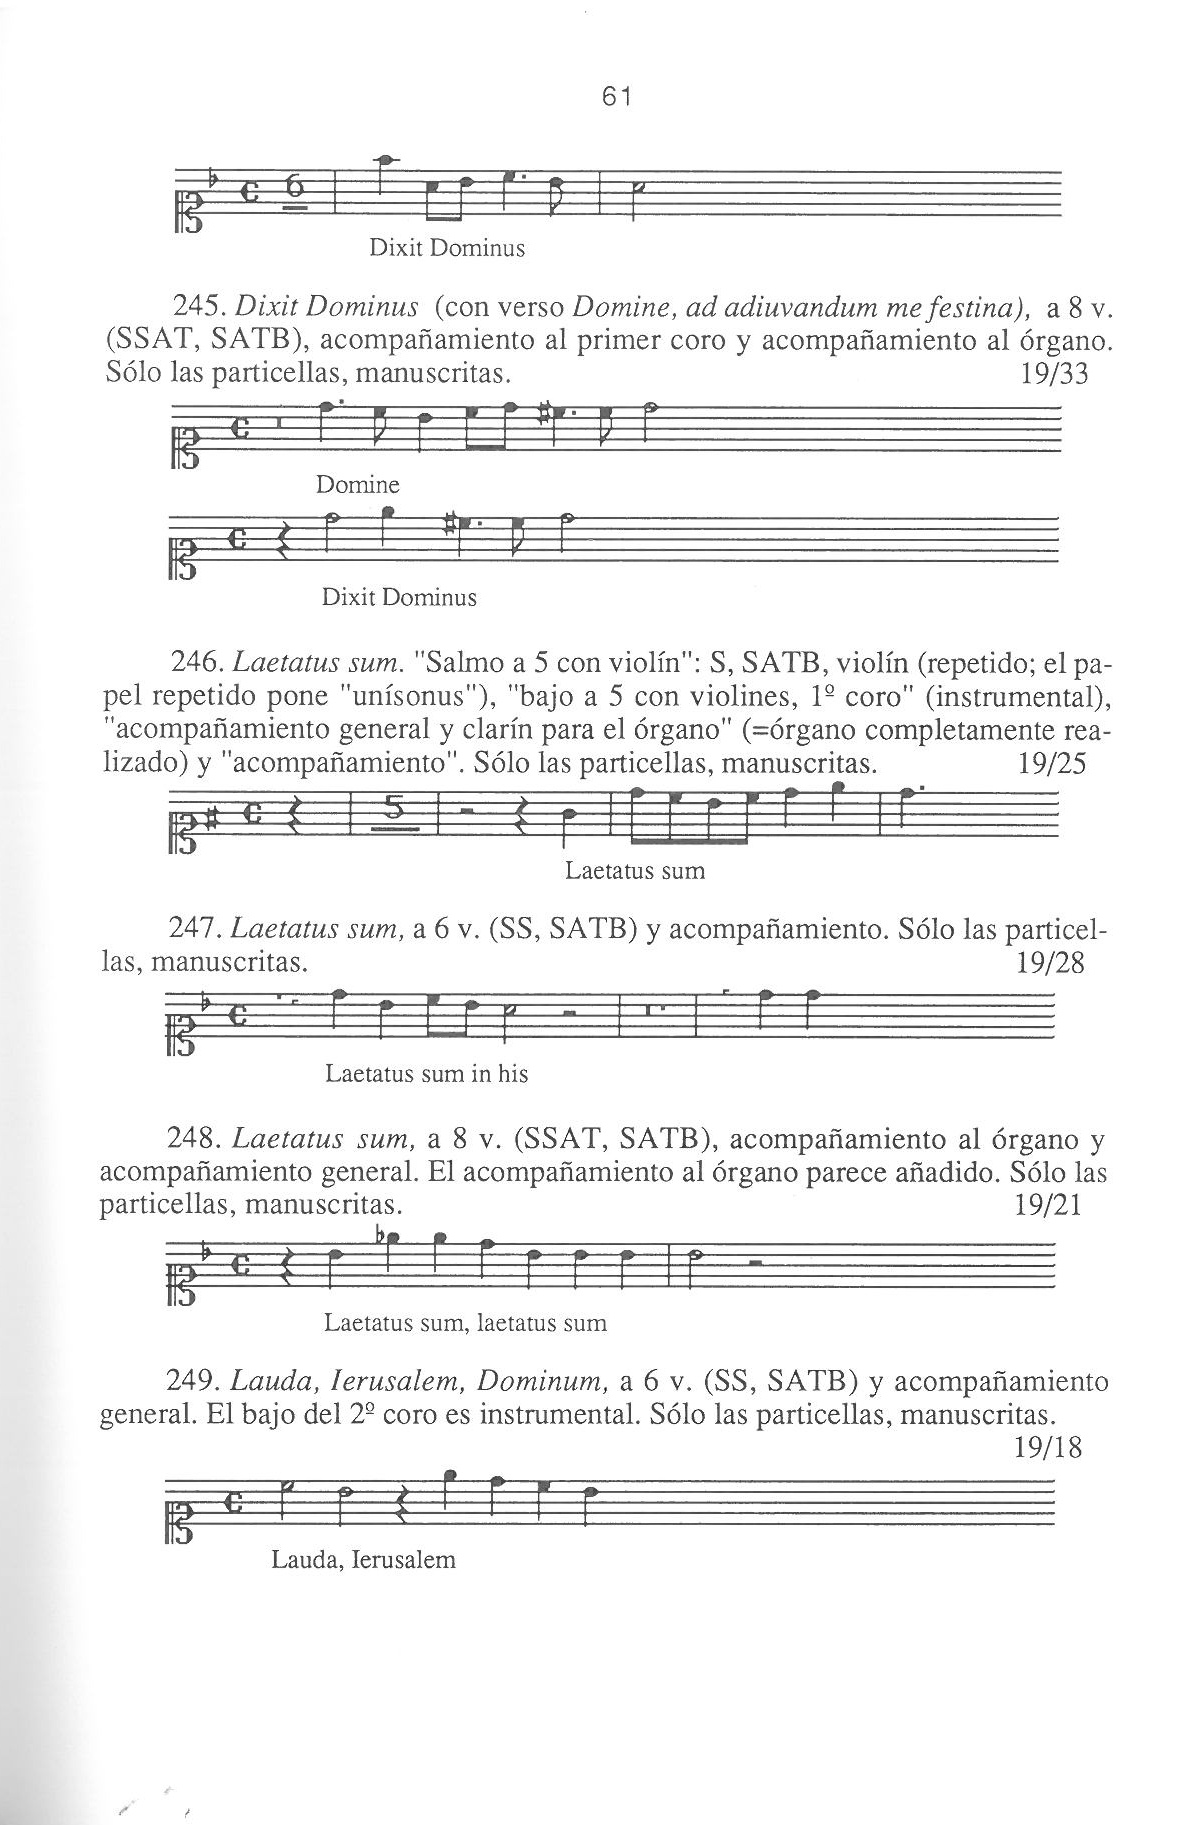 61
6
Dixit Dominus
245. Dixit Dominus (con verso Domine, ad adiuvandum me festina), a 8 v.
(SSAT, SATB), acompañamiento al primer coro y acompañamiento al órgano.
Sólo las particellas, manuscritas. 19/33
Domine
Dixit Dominus
246. Laetatus sum. "Salmo a 5 con violín": S, SATB, violín (repetido; el pa-
pel repetido pone "unísonus"), "bajo a 5 con violines, 1º coro" (instrumental),
"acompañamiento general y clarín para el órgano" (=órgano completamente rea-
lizado) y "acompañamiento". Sólo las particellas, manuscritas. 19/25
5
Laetatus sum
247. Laetatus sum, a 6 v. (SS, SATB) y acompañamiento. Sólo las particel-
las, manuscritas. 19/28
Laetatus sum in his
248. Laetatus sum, a 8 v. (SSAT, SATB), acompañamiento al órgano y
acompañamiento general. El acompañamiento al órgano parece añadido. Sólo las
particellas, manuscritas. 19/21
Laetatus sum, laetatus sum
249. Lauda, Ierusalem, Dominum, a 6 v. (SS, SATB) y acompañamiento
general. El bajo del 2º coro es instrumental. Sólo las particellas, manuscritas.
19/18
Lauda, Ierusalem